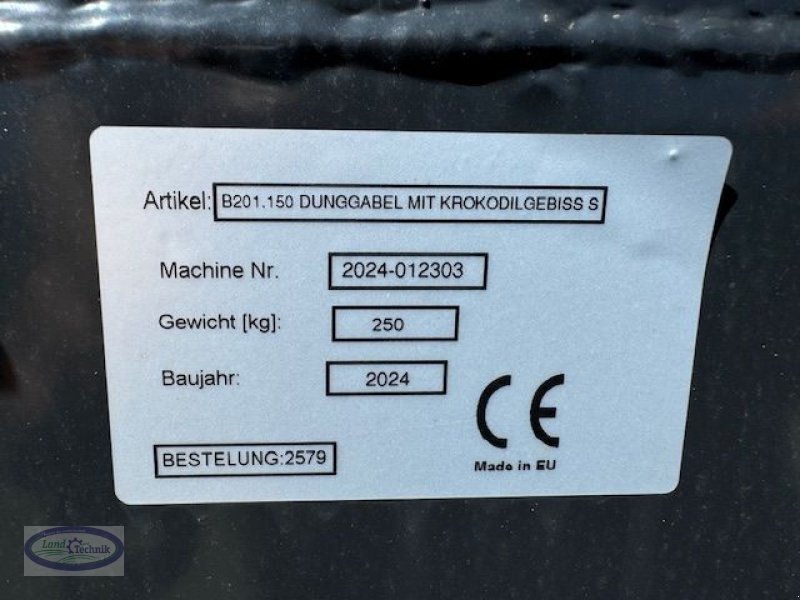 Artikel: B201.150 DUNGGABEL MIT KROKODILGEBISS S
Machine Nr. 2024-012303
Gewicht [kg]: 250
Baujahr: 2024
CE
BESTELUNG:2579
Made in EU
Land
Technik